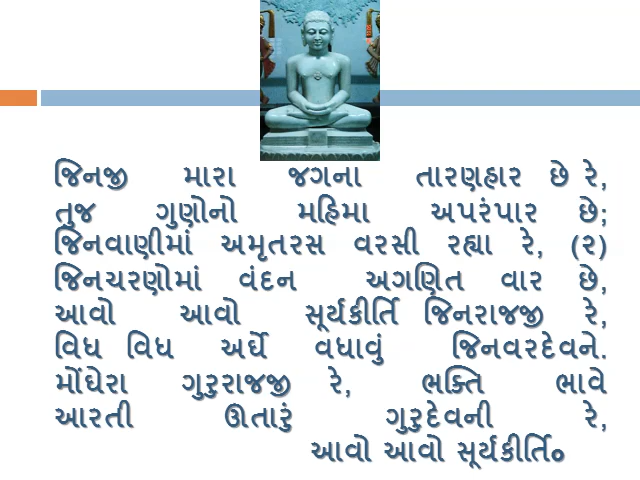 જિનજી મારા જગના તારણહાર છે રે,
તુજ ગુણોનો મહિમા અપરંપાર છે;
જિનવાણીમાં અમૃતરસ વરસી રહ્યા રે, (૨)
જિનચરણોમાં વંદન અગણિત વાર છે,
આવો આવો સૂર્યકીર્તિ જિનરાજજી રે,
વિધ વિધ અર્ઘે વધાવું જિનવરદેવને.
મોંઘેરા ગુરુરાજજી રે, ભક્તિ ભાવે
આરતી ઊતારું ગુરુદેવની રે,
આવો આવો સૂર્યકીર્તિ૰